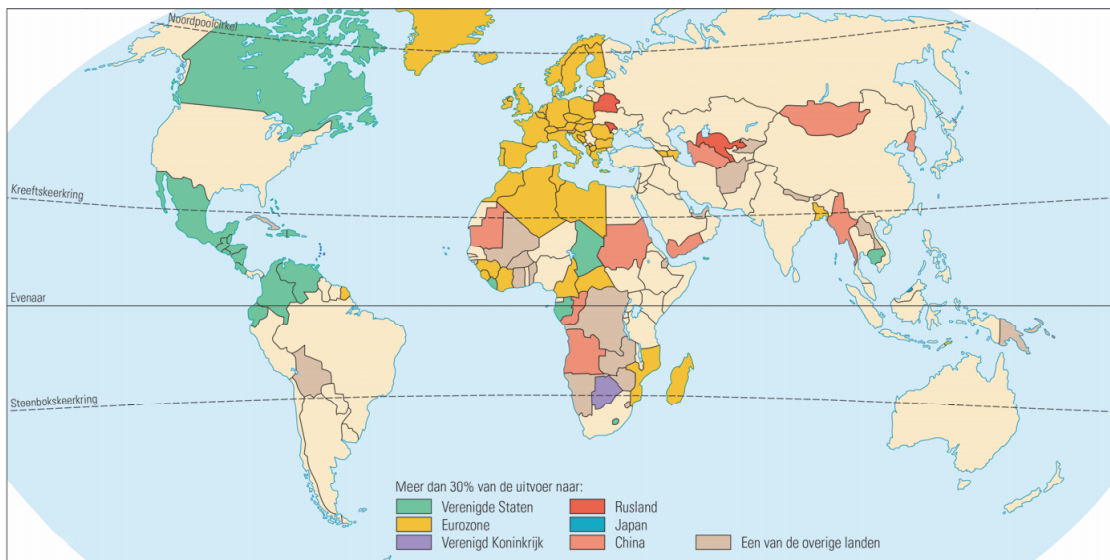 Noordpoolcirkel
Kreeftskeerkring
Evenaar
Steenbokskeerkring
Meer dan 30% van de uitvoer naar:
Verenigde Staten
Rusland
Eurozone
Japan
Verenigd Koninkrijk
China
Een van de overige landen